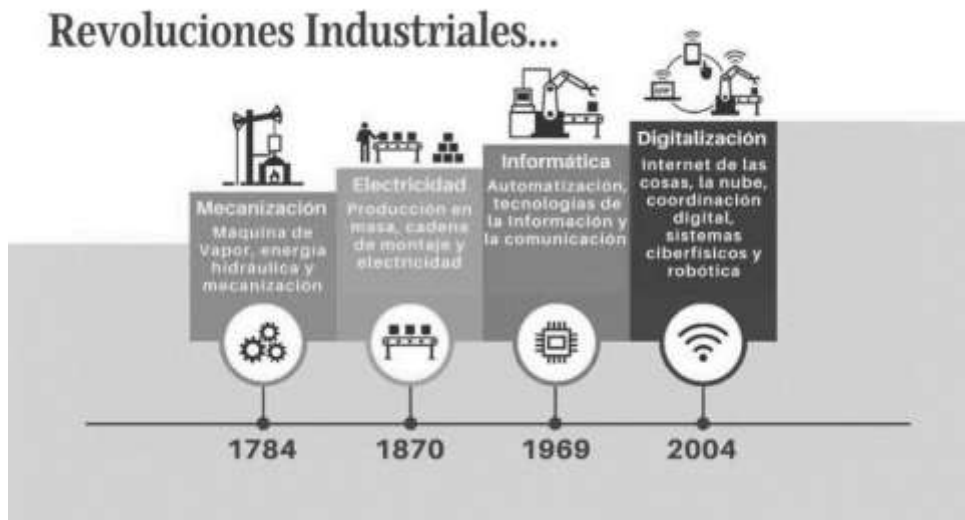 Revoluciones Industriales...
Mecanización
Máquina de
Vapor, energía
hidráulica y
mecanización
Electricidad
Producción en
masa, cadena
de montaje y
electricidad
Informática
Automatización,
tecnologías de
la Información y
la comunicación
Digitalización
Internet de las
cosas, la nube,
coordinación
digital,
sistemas
ciberfísicos y
robótica
1784
1870
1969
2004